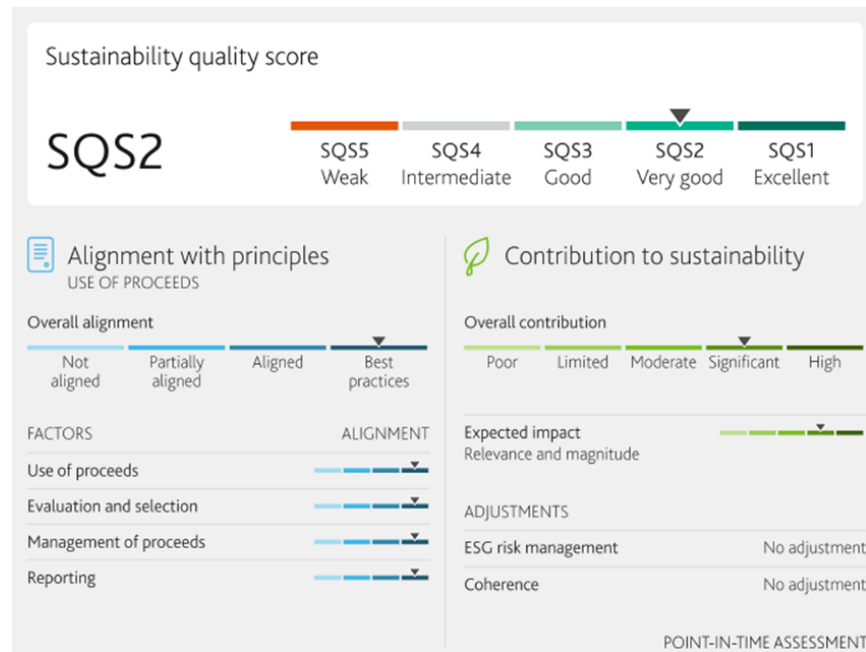 Sustainability quality score
SQS2
SQS5 SQS4 SQS3 SQS2 SQS1
Weak Intermediate Good Very good Excellent
Alignment with principles
USE OF PROCEEDS
Overall alignment
Not Partially Aligned Best
aligned aligned practices
FACTORS ALIGNMENT
Use of proceeds
Evaluation and selection
Management of proceeds
Reporting
Contribution to sustainability
Overall contribution
Poor Limited Moderate Significant High
Expected impact
Relevance and magnitude
ADJUSTMENTS
ESG risk management No adjustment
Coherence No adjustment
POINT-IN-TIME ASSESSMENT